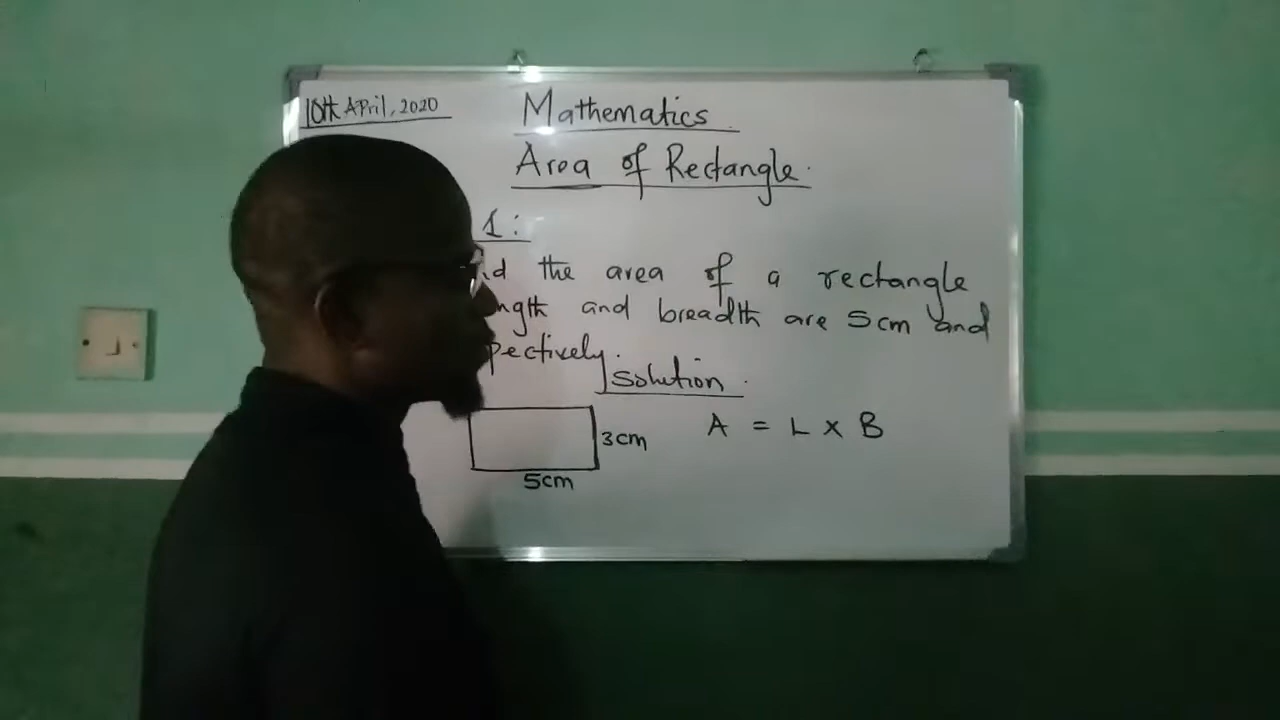 10th April, 2020
Mathematics
Area of Rectangle.
1:
the area of a rectangle
and breadth are 5cm and
solution.
3cm
A = L x B
5cm